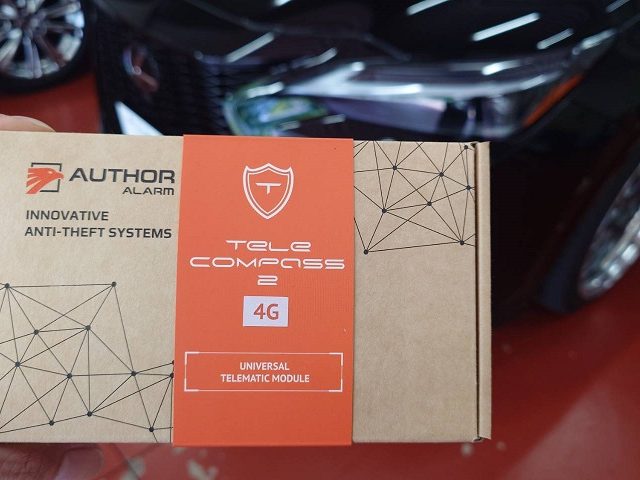 AUTHOR
ALARM
INNOVATIVE
ANTI-THEFT SYSTEMS
T
TELE
COMPASS
2
4G
UNIVERSAL
TELEMATIC MODULE